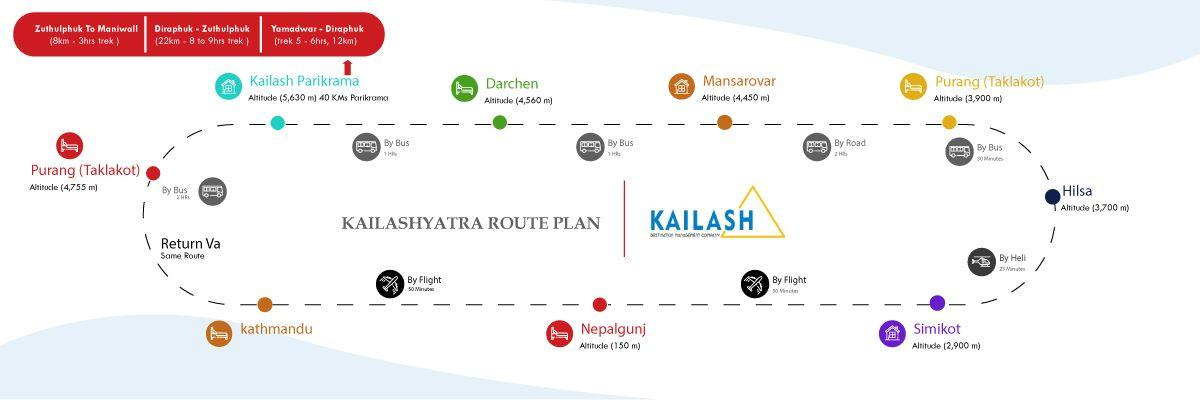 Zuthulphuk To Maniwall
(8km - 3hrs trek )
Diraphuk - Zuthulphuk
(22km - 8 to 9hrs trek )
Yamadwar - Diraphuk
(trek 5 - 6hrs, 12km)
Kailash Parikrama
Altitude (5,630 m) 40 KMs Parikrama
Darchen
Altitude (4,560 m)
Mansarovar
Altitude (4,450 m)
Purang (Taklakot)
Altitude (3,900 m)
By Bus
1 HRs
By Bus
1 HRs
By Road
2 HRs
By Bus
30 Minutes
Purang (Taklakot)
Altitude (4,755 m)
By Bus
2 HRs
Hilsa
Altitude (3,700 m)
KAILASHYATRA ROUTE PLAN
KAILASH
DESTINATION MANAGEMENT COMPANY
Return Va
Same Route
By Heli
25 Minutes
By Flight
50 Minutes
By Flight
50 Minutes
kathmandu
Nepalgunj
Altitude (150 m)
Simikot
Altitude (2,900 m)